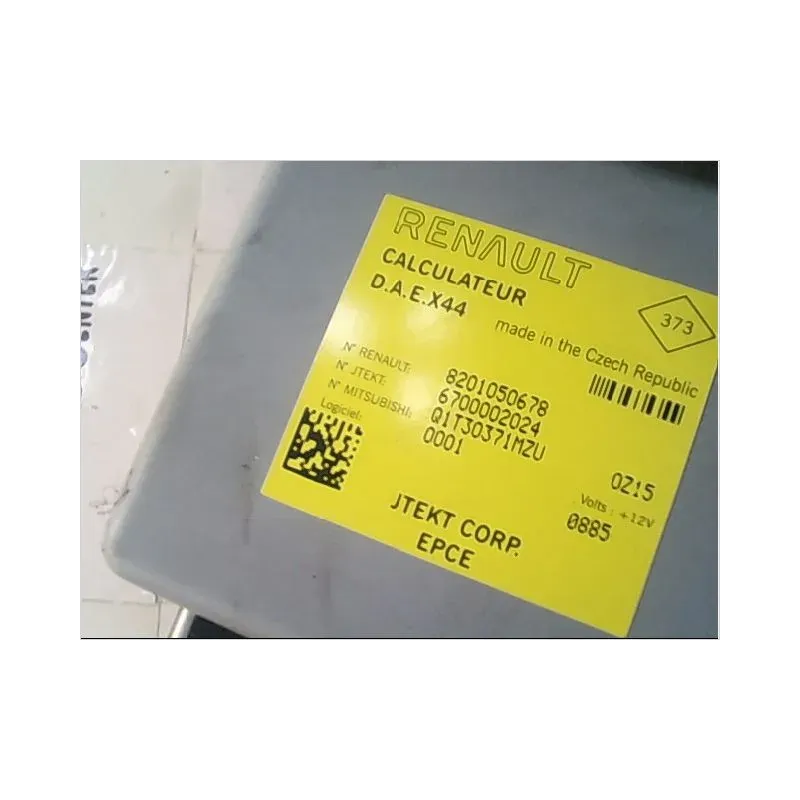 RENAULT
CALCULATEUR
D.A.E.X44
373
made in the Czech Republic
N° RENAULT: 8201050678
N° JTEKT: 6700002024
N° MITSUBISHI: Q1T30371MZU
Logiciel: 0001
0Z15
Volts : +12V
0885
JTEKT CORP.
EPCE